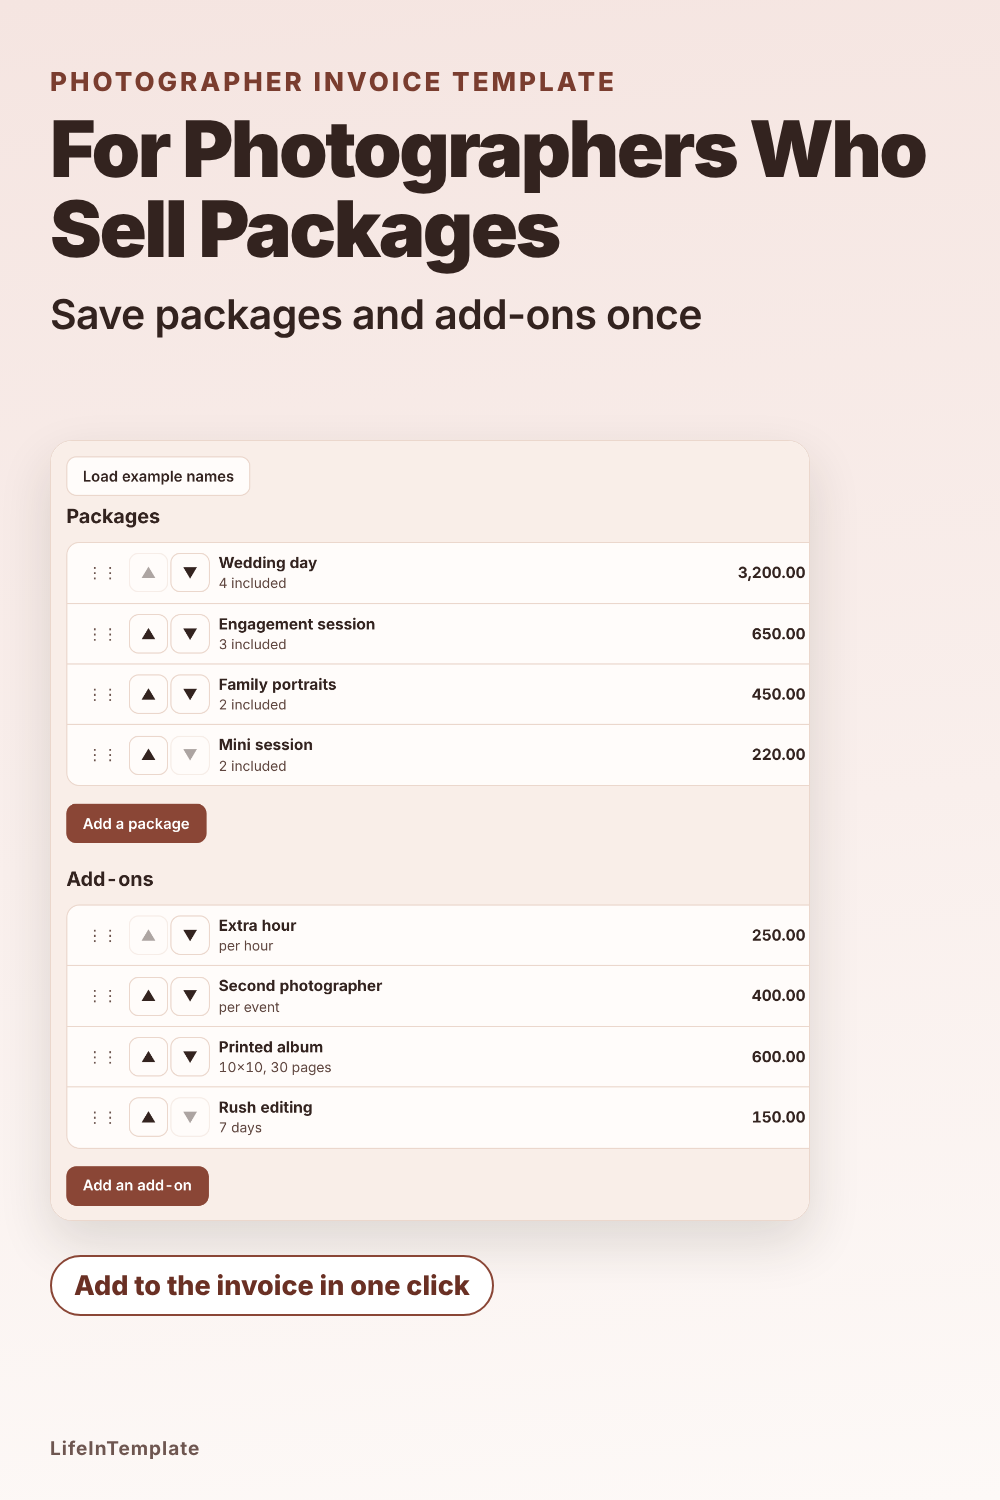 PHOTOGRAPHER INVOICE TEMPLATE
For Photographers Who
Sell Packages
Save packages and add-ons once
Load example names
Packages
Wedding day
4 included
3,200.00
Engagement session
3 included
650.00
Family portraits
2 included
450.00
Mini session
2 included
220.00
Add a package
Add-ons
Extra hour
per hour
250.00
Second photographer
per event
400.00
Printed album
10×10, 30 pages
600.00
Rush editing
7 days
150.00
Add an add-on
Add to the invoice in one click
LifeInTemplate